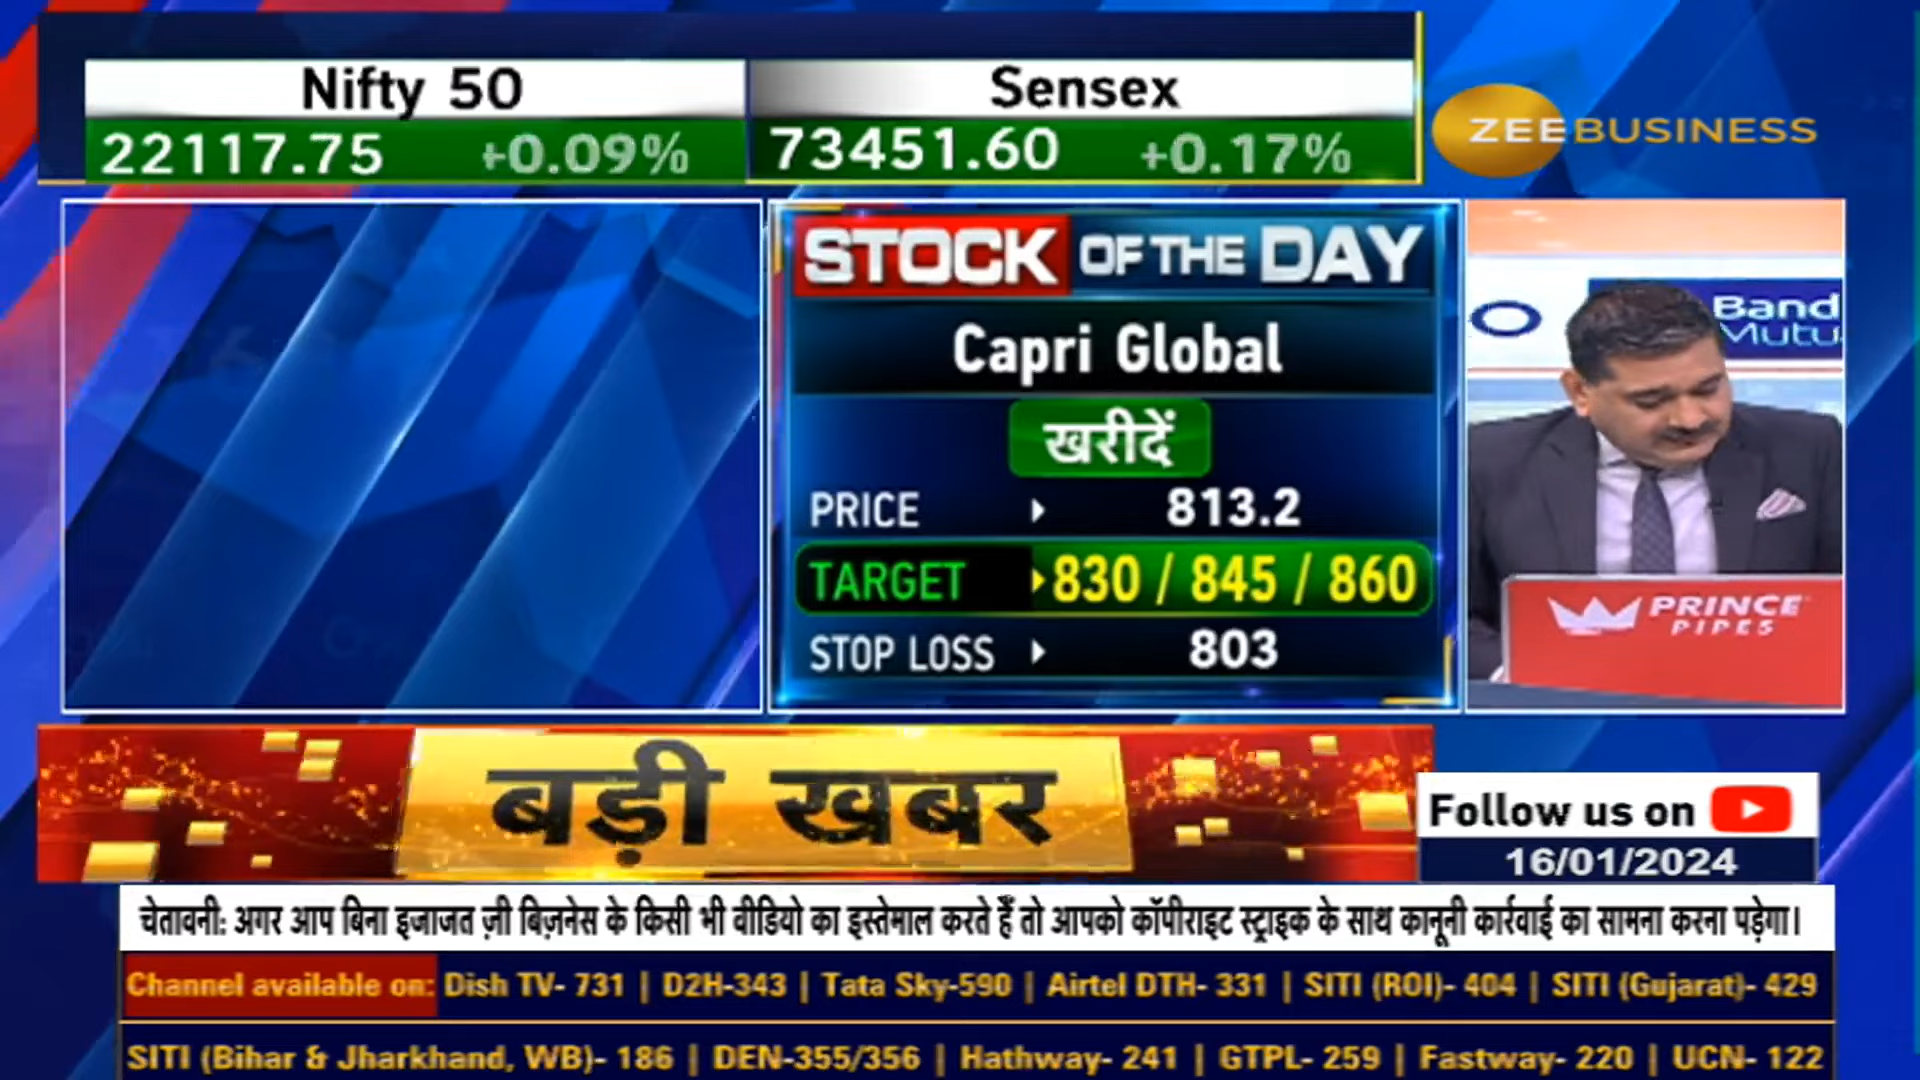 Nifty 50
22117.75 +0.09%
Sensex
73451.60 +0.17%
ZEEBUSINESS
STOCK OF THE DAY
Capri Global
खरीदें
PRICE 813.2
TARGET 830 / 845 / 860
STOP LOSS 803
Band
Mutu
PRINCE
PIPES
बड़ी खबर
Follow us on
16/01/2024
चेतावनी: अगर आप बिना इजाजत ज़ी बिज़नेस के किसी भी वीडियो का इस्तेमाल करते हैं तो आपको कॉपीराइट स्ट्राइक के साथ कानूनी कार्रवाई का सामना करना पड़ेगा।
Channel available on: Dish TV- 731 | D2H-343 | Tata Sky-590 | Airtel DTH- 331 | SITI (ROI)- 404 | SITI (Gujarat)- 429
SITI (Bihar & Jharkhand, WB)- 186 | DEN-355/356 | Hathway- 241 | GTPL- 259 | Fastway- 220 | UCN- 122